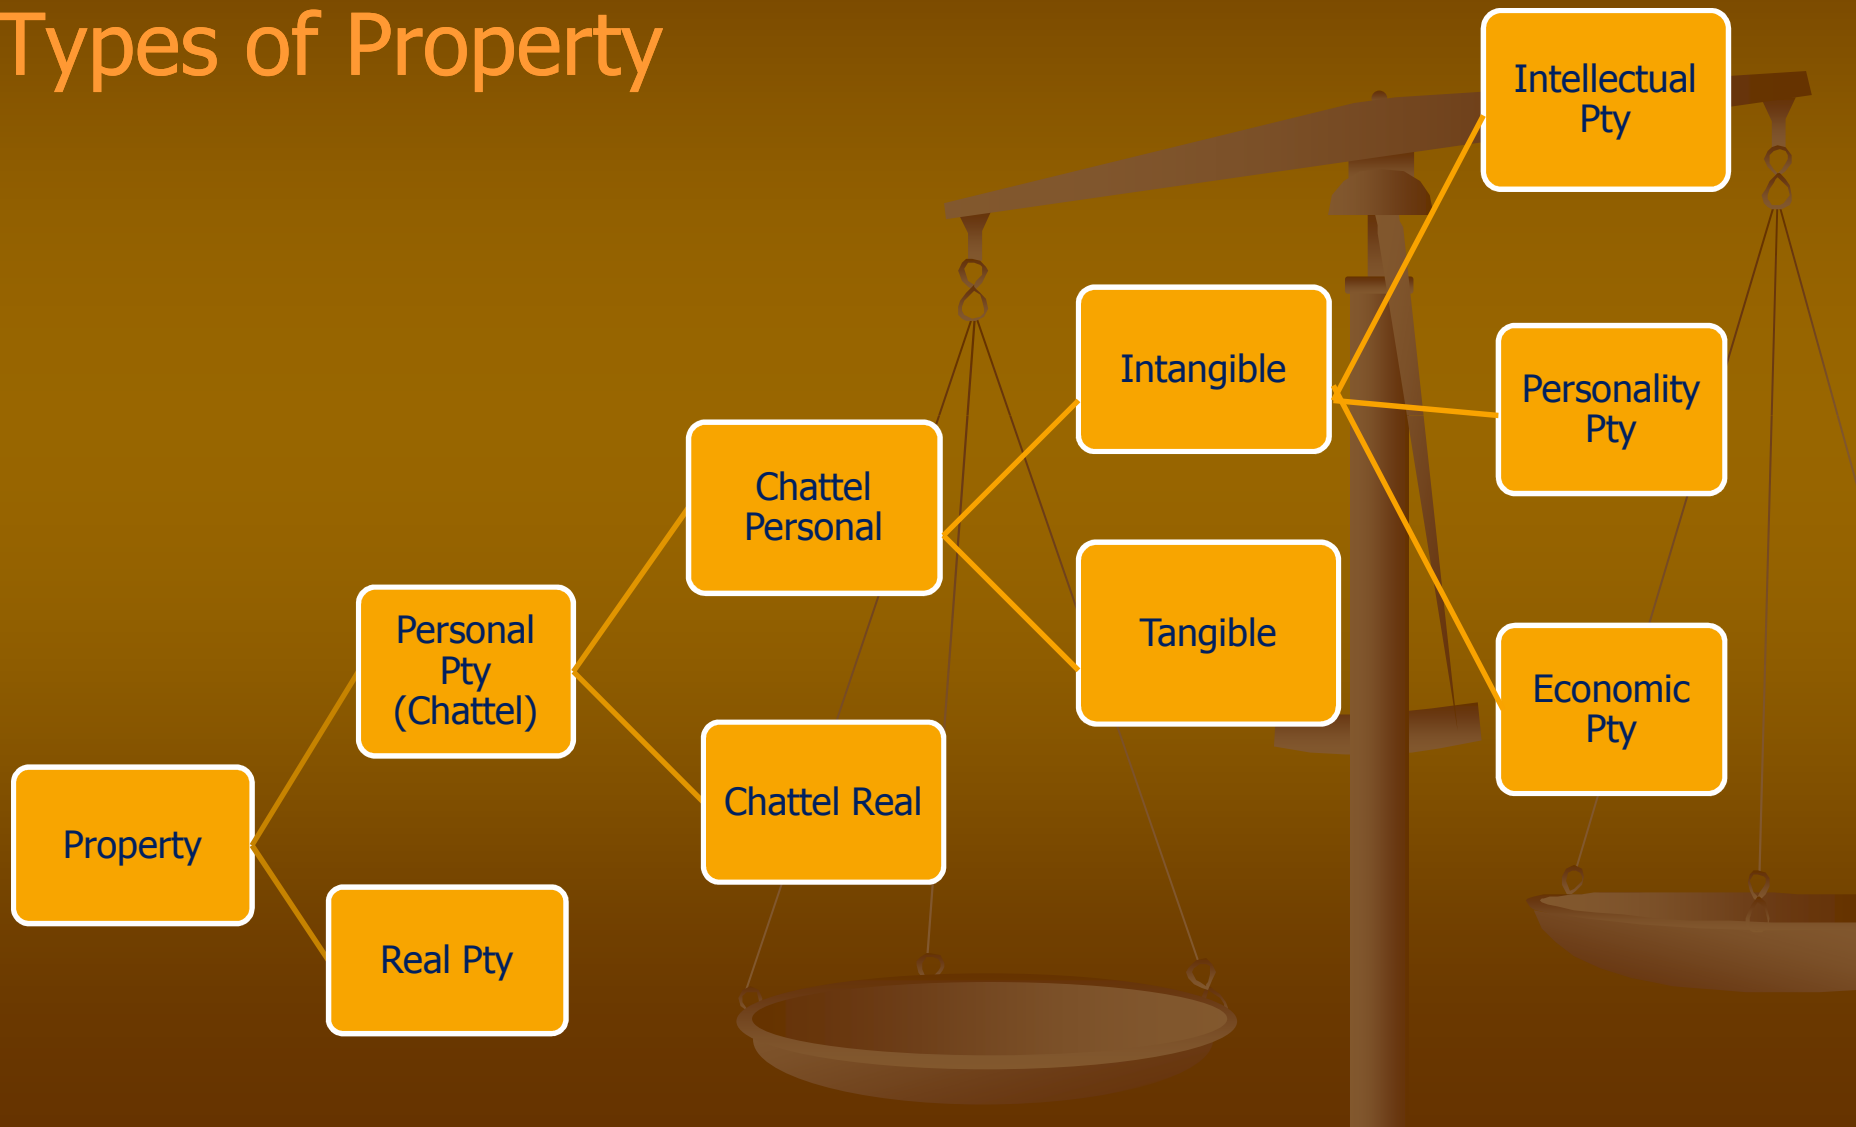 Types of Property
Intellectual
Pty
Intangible
Personality
Pty
Chattel
Personal
Tangible
Personal
Pty
(Chattel)
Economic
Pty
Chattel Real
Property
Real Pty